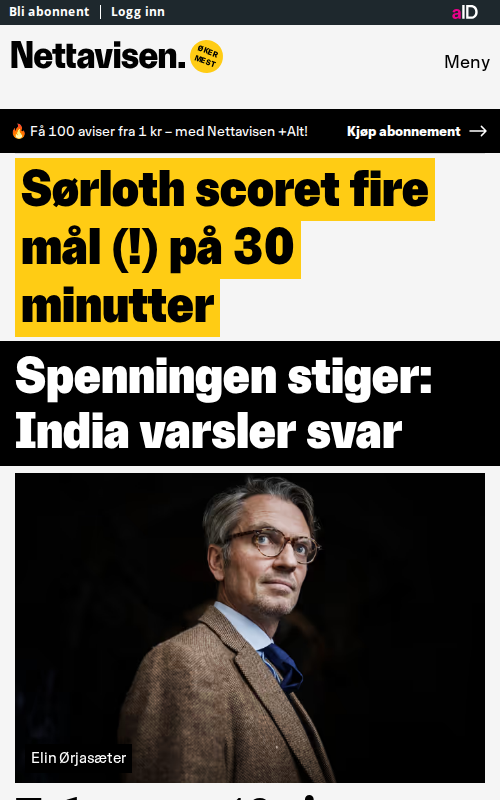 Bli abonnent | Logg inn
aID
Nettavisen.
ØKER
MEST
Meny
🔥 Få 100 aviser fra 1 kr – med Nettavisen +Alt!
Kjøp abonnement →
Sørloth scoret fire
mål (!) på 30
minutter
Spenningen stiger:
India varsler svar
Elin Ørjasæter